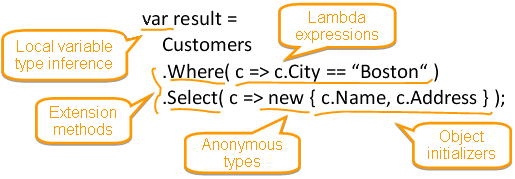 var result =
Customers
.Where( c => c.City == “Boston“ )
.Select( c => new { c.Name, c.Address } );
Lambda
expressions
Local variable
type inference
Extension
methods
Anonymous
types
Object
initializers